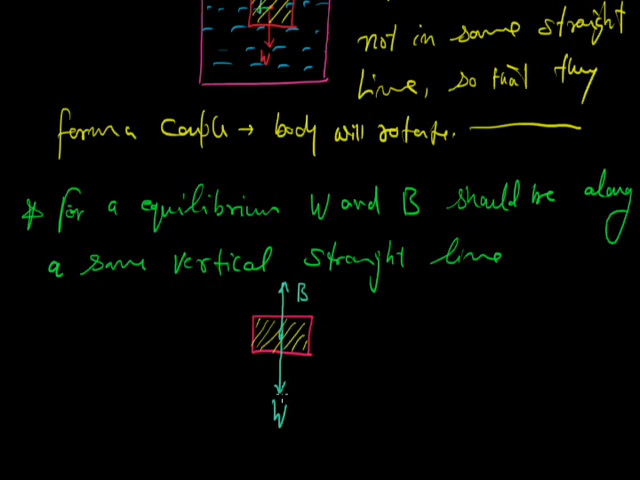 W
not in same straight
line, so that they
form a couple → body will rotate.
* for a equilibrium W and B should be along
a same vertical straight line
B
W